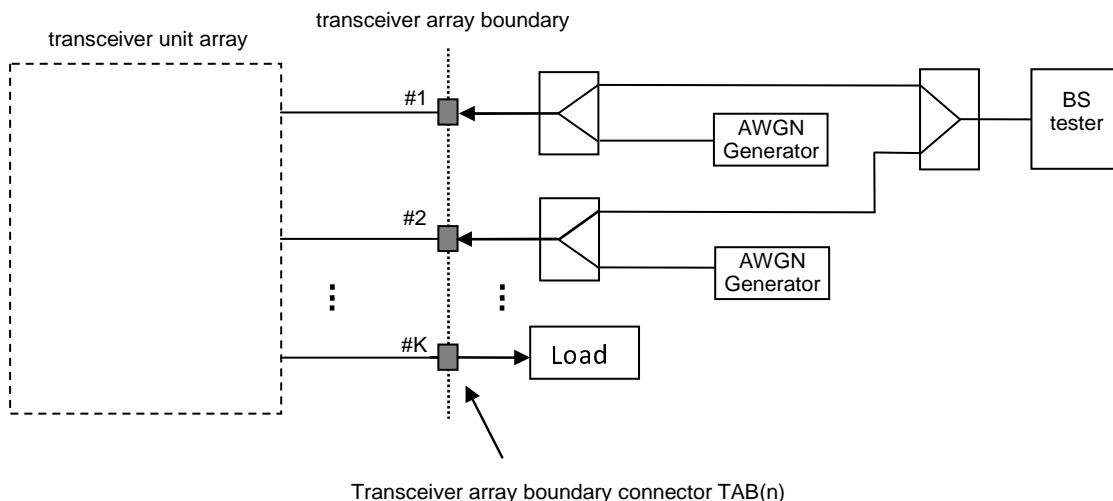 transceiver array boundary
transceiver unit array
#1
AWGN
Generator
BS
tester
#2
AWGN
Generator
#K
Load
Transceiver array boundary connector TAB(n)